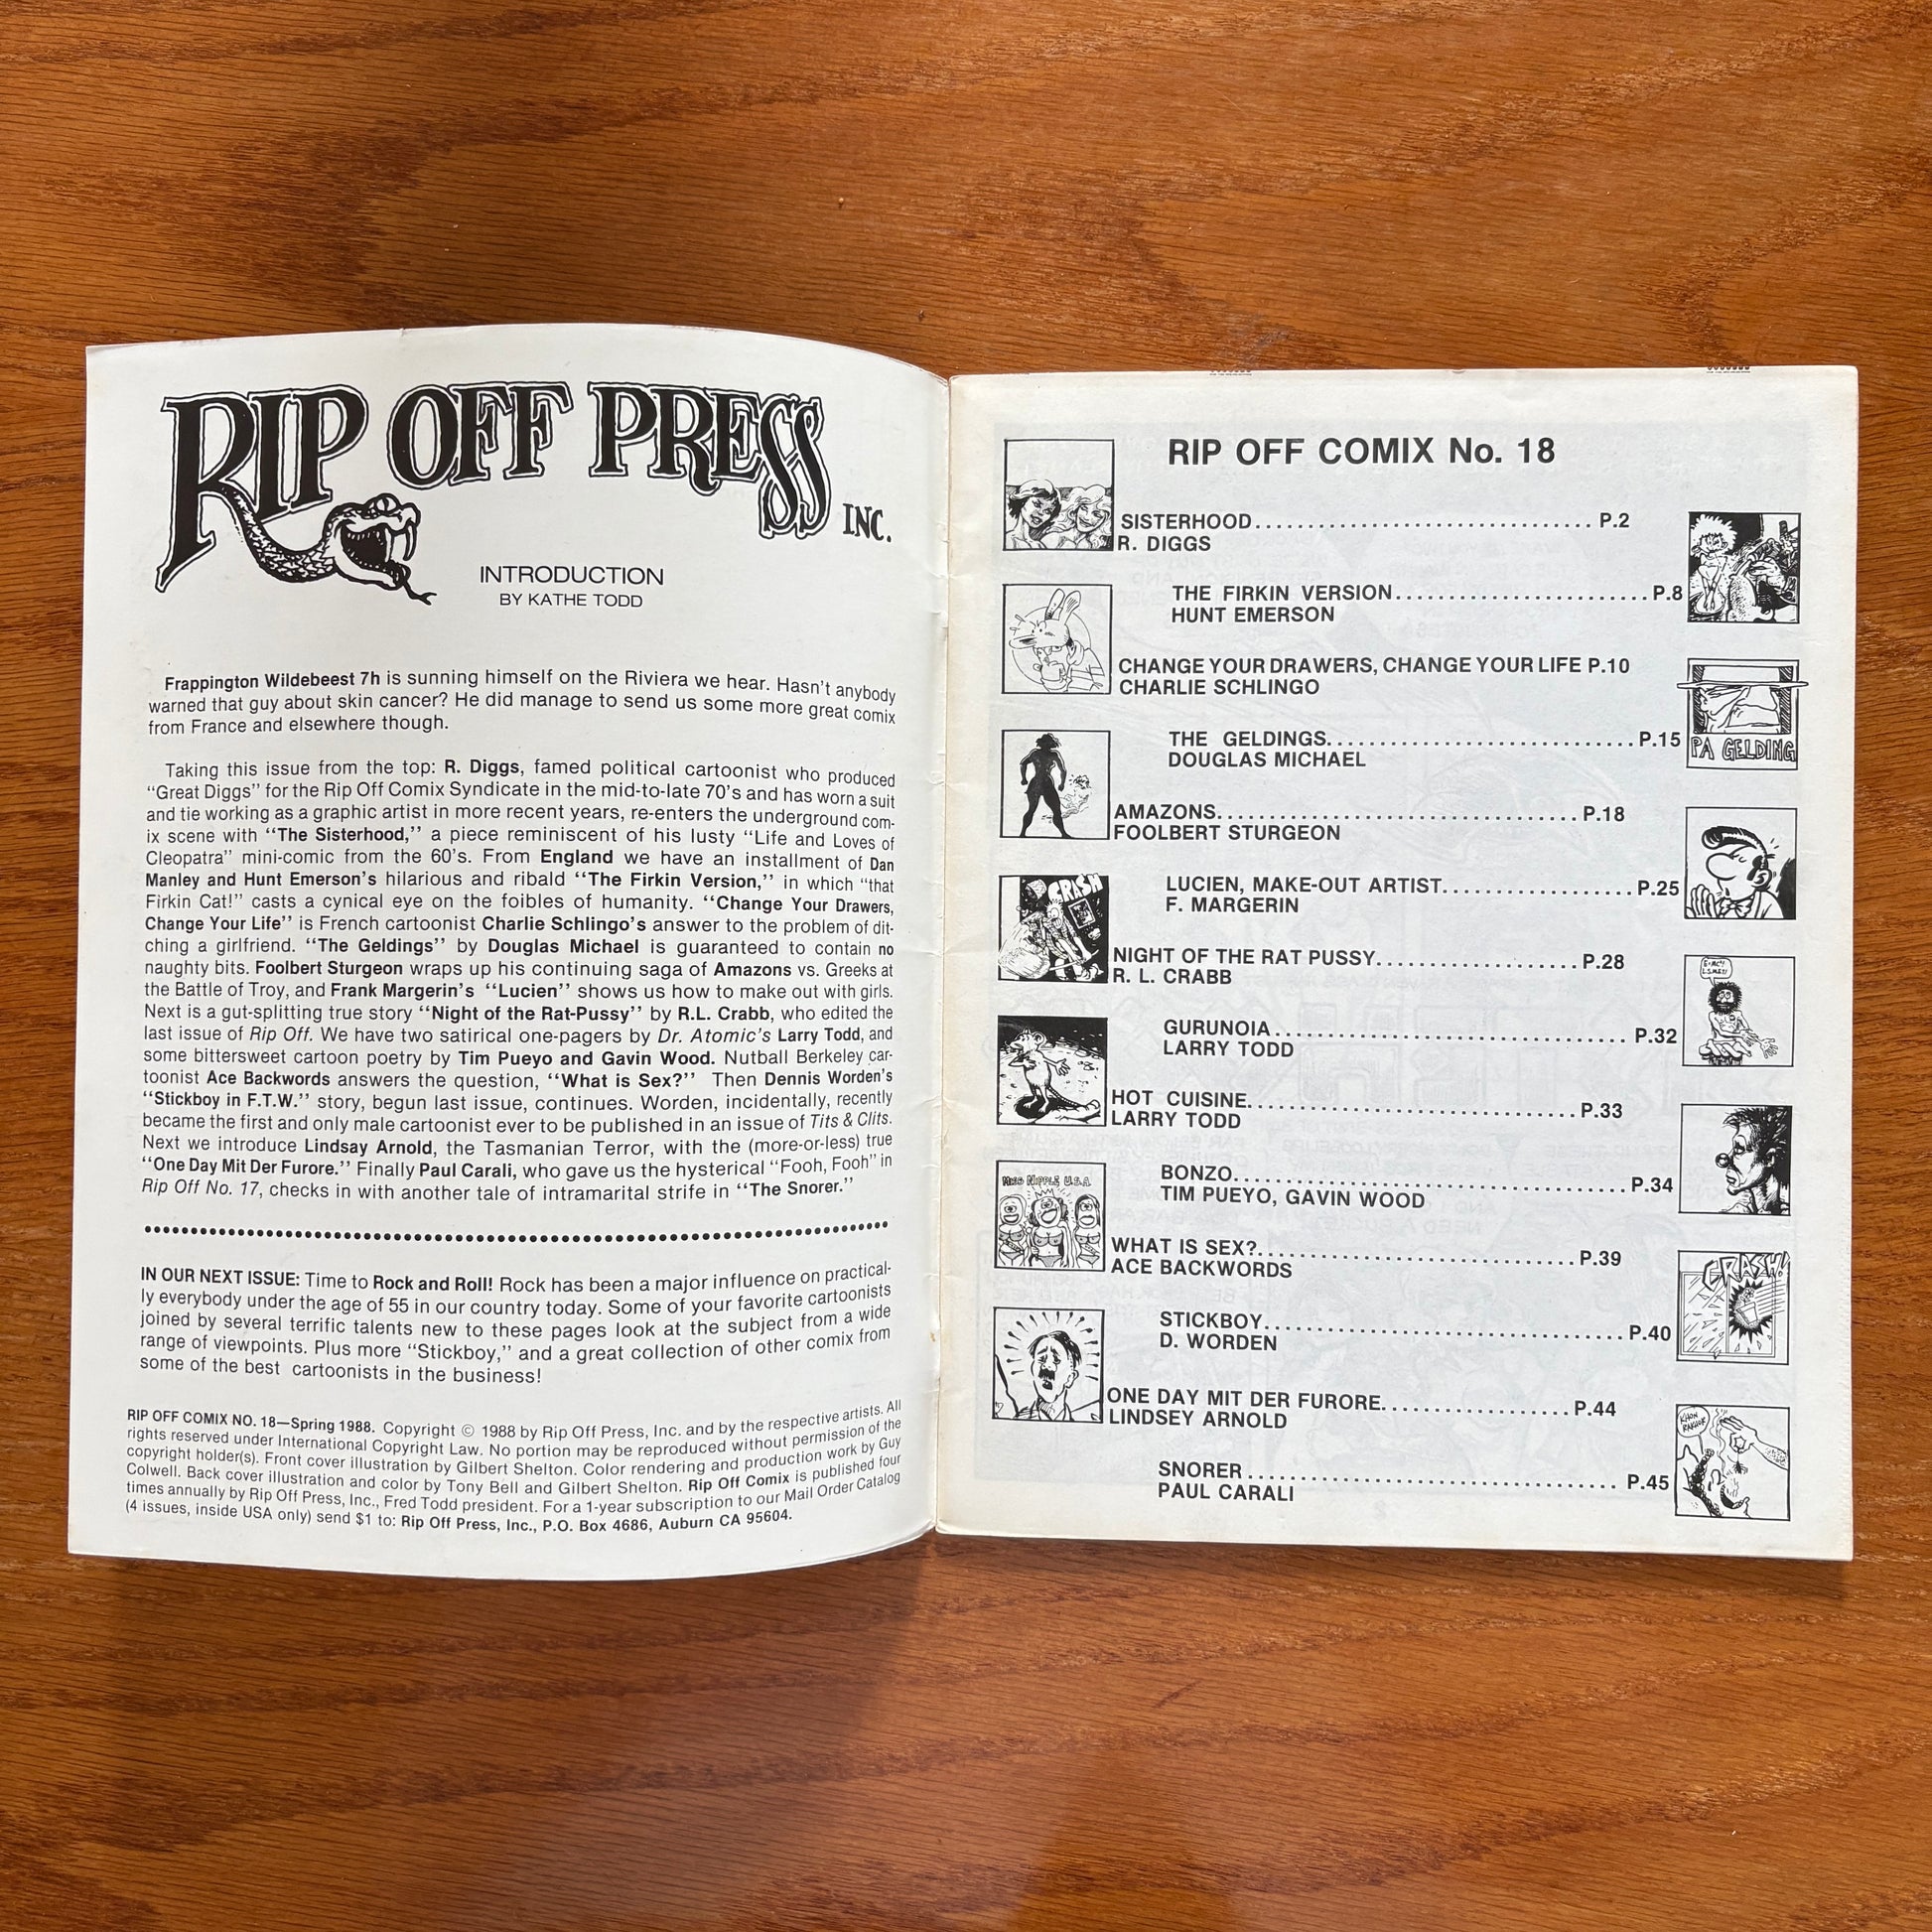 RIP OFF PRESS INC.
INTRODUCTION
BY KATHE TODD
Frappington Wildebeest 7h is sunning himself on the Riviera we hear. Hasn't anybody
warned that guy about skin cancer? He did manage to send us some more great comix
from France and elsewhere though.
Taking this issue from the top: R. Diggs, famed political cartoonist who produced
“Great Diggs” for the Rip Off Comix Syndicate in the mid-to-late 70's and has worn a suit
and tie working as a graphic artist in more recent years, re-enters the underground com-
ix scene with “The Sisterhood,” a piece reminiscent of his lusty “Life and Loves of
Cleopatra” mini-comic from the 60's. From England we have an installment of Dan
Manley and Hunt Emerson's hilarious and ribald “The Firkin Version,” in which “that
Firkin Cat!” casts a cynical eye on the foibles of humanity. “Change Your Drawers,
Change Your Life” is French cartoonist Charlie Schlingo's answer to the problem of dit-
ching a girlfriend. “The Geldings” by Douglas Michael is guaranteed to contain no
naughty bits. Foolbert Sturgeon wraps up his continuing saga of Amazons vs. Greeks at
the Battle of Troy, and Frank Margerin's “Lucien” shows us how to make out with girls.
Next is a gut-splitting true story “Night of the Rat-Pussy” by R.L. Crabb, who edited the
last issue of Rip Off. We have two satirical one-pagers by Dr. Atomic's Larry Todd, and
some bittersweet cartoon poetry by Tim Pueyo and Gavin Wood. Nutball Berkeley car-
toonist Ace Backwords answers the question, “What is Sex?” Then Dennis Worden's
“Stickboy in F.T.W.” story, begun last issue, continues. Worden, incidentally, recently
became the first and only male cartoonist ever to be published in an issue of Tits & Clits.
Next we introduce Lindsay Arnold, the Tasmanian Terror, with the (more-or-less) true
“One Day Mit Der Furore.” Finally Paul Carali, who gave us the hysterical “Fooh, Fooh” in
Rip Off No. 17, checks in with another tale of intramarital strife in “The Snorer.”
IN OUR NEXT ISSUE: Time to Rock and Roll! Rock has been a major influence on practical-
ly everybody under the age of 55 in our country today. Some of your favorite cartoonists
joined by several terrific talents new to these pages look at the subject from a wide
range of viewpoints. Plus more “Stickboy,” and a great collection of other comix from
some of the best cartoonists in the business!
RIP OFF COMIX NO. 18—Spring 1988. Copyright © 1988 by Rip Off Press, Inc. and by the respective artists. All
rights reserved under International Copyright Law. No portion may be reproduced without permission of the
copyright holder(s). Front cover illustration by Gilbert Shelton. Color rendering and production work by Guy
Colwell. Back cover illustration and color by Tony Bell and Gilbert Shelton. Rip Off Comix is published four
times annually by Rip Off Press, Inc., Fred Todd president. For a 1-year subscription to our Mail Order Catalog
(4 issues, inside USA only) send $1 to: Rip Off Press, Inc., P.O. Box 4686, Auburn CA 95604.
RIP OFF COMIX No. 18
SISTERHOOD................................ P.2
R. DIGGS
THE FIRKIN VERSION........................P.8
HUNT EMERSON
CHANGE YOUR DRAWERS, CHANGE YOUR LIFE P.10
CHARLIE SCHLINGO
THE GELDINGS..............................P.15
DOUGLAS MICHAEL
PA GELDING
AMAZONS...................................P.18
FOOLBERT STURGEON
LUCIEN, MAKE-OUT ARTIST..................P.25
F. MARGERIN
CRASH
NIGHT OF THE RAT PUSSY...................P.28
R. L. CRABB
GURUNOIA.................................. P.32
LARRY TODD
HOT CUISINE................................P.33
LARRY TODD
BONZO......................................P.34
TIM PUEYO, GAVIN WOOD
MISS NIPPLE U.S.A.
WHAT IS SEX?...............................P.39
ACE BACKWORDS
CRASH!
STICKBOY...................................P.40
D. WORDEN
ONE DAY MIT DER FURORE..................P.44
LINDSEY ARNOLD
SNORER.................................... P.45
PAUL CARALI